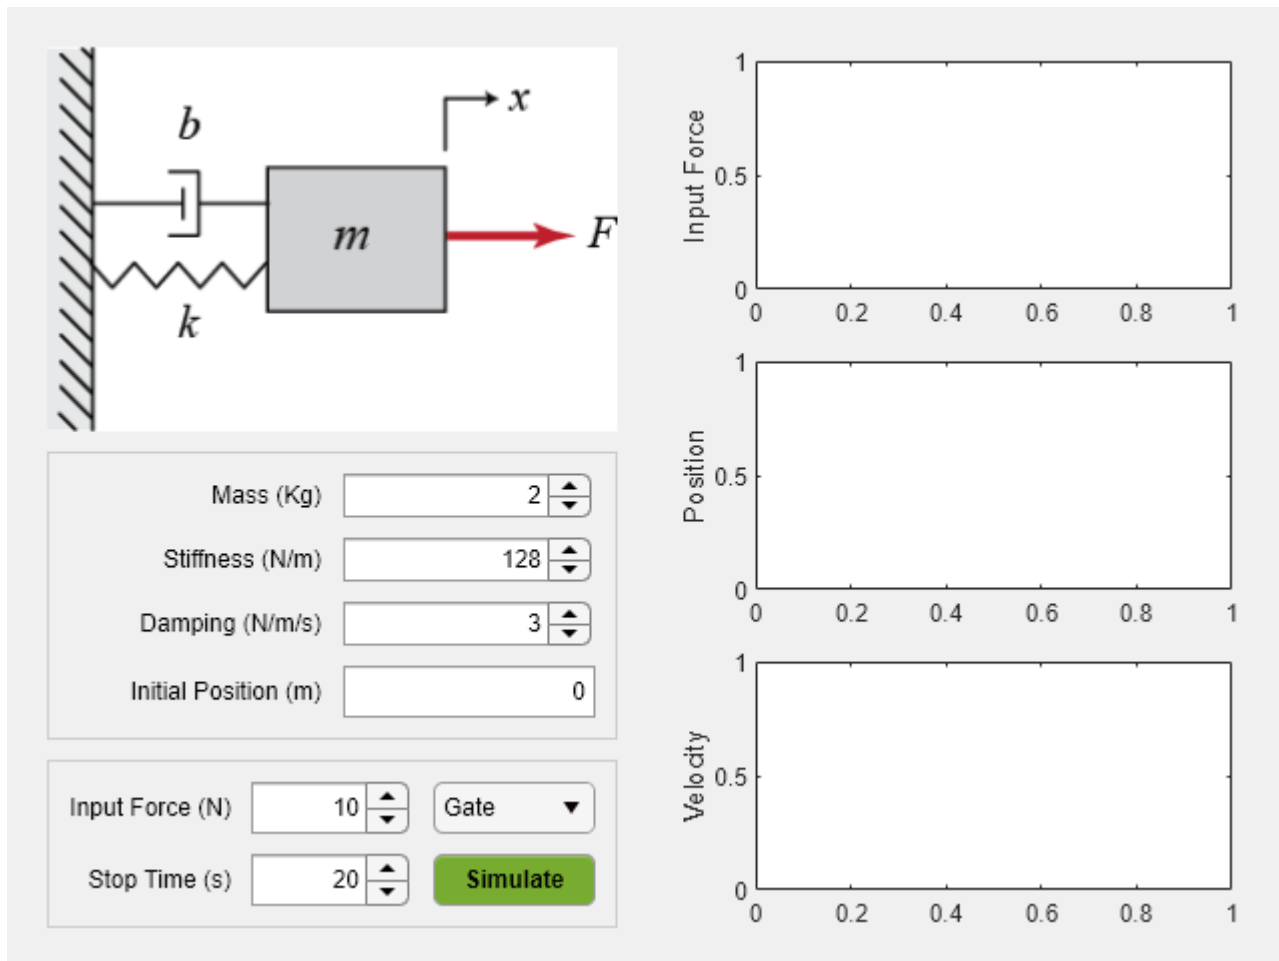 b
x
m
F
k
Mass (Kg) 2
Stiffness (N/m) 128
Damping (N/m/s) 3
Initial Position (m) 0
Input Force (N) 10 Gate
Stop Time (s) 20 Simulate
Input Force
1
0.5
0
0 0.2 0.4 0.6 0.8 1
Position
1
0.5
0
0 0.2 0.4 0.6 0.8 1
Velocity
1
0.5
0
0 0.2 0.4 0.6 0.8 1